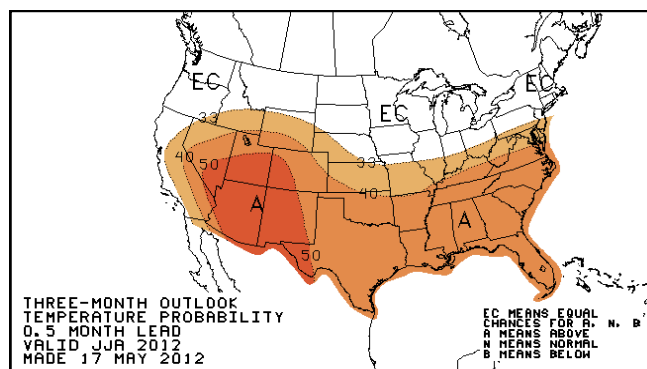 EC
EC
EC
33
40
50
33
40
A
A
50
THREE-MONTH OUTLOOK
TEMPERATURE PROBABILITY
0.5 MONTH LEAD
VALID JJA 2012
MADE 17 MAY 2012
EC MEANS EQUAL
CHANCES FOR A, N, B
A MEANS ABOVE
N MEANS NORMAL
B MEANS BELOW